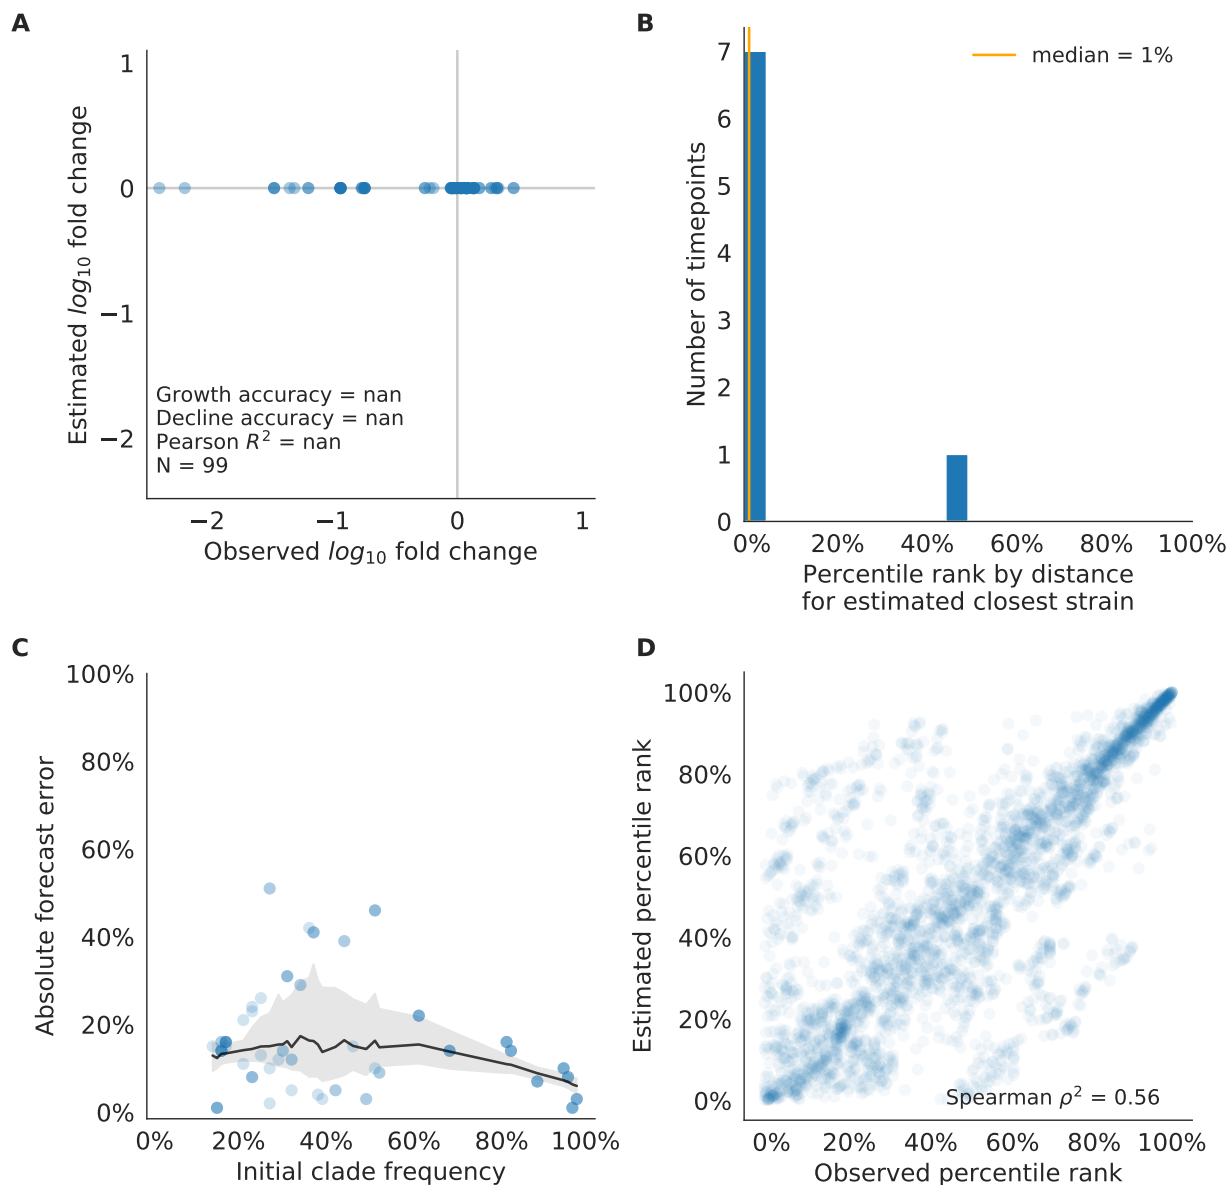 A
1
0
−1
−2
Estimated log10 fold change
Growth accuracy = nan
Decline accuracy = nan
Pearson R² = nan
N = 99
−2 −1 0 1
Observed log10 fold change
B
median = 1%
7
6
5
4
3
2
1
0
Number of timepoints
0% 20% 40% 60% 80% 100%
Percentile rank by distance
for estimated closest strain
C
100%
80%
60%
40%
20%
0%
Absolute forecast error
0% 20% 40% 60% 80% 100%
Initial clade frequency
D
100%
80%
60%
40%
20%
0%
Estimated percentile rank
Spearman ρ² = 0.56
0% 20% 40% 60% 80% 100%
Observed percentile rank